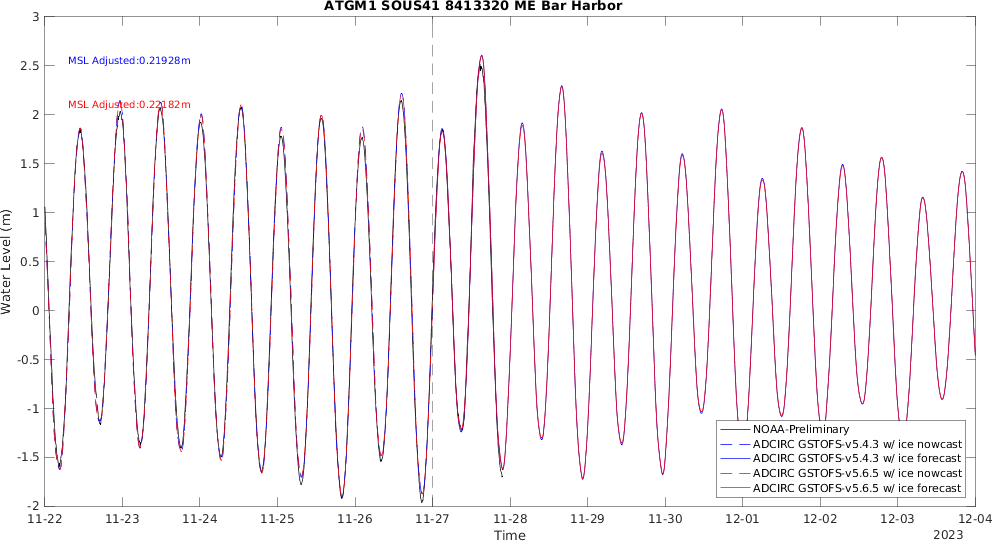 ATGM1 SOUS41 8413320 ME Bar Harbor
MSL Adjusted:0.21928m
MSL Adjusted:0.22182m
Water Level (m)
3
2.5
2
1.5
1
0.5
0
-0.5
-1
-1.5
-2
NOAA-Preliminary
ADCIRC GSTOFS-v5.4.3 w/ ice nowcast
ADCIRC GSTOFS-v5.4.3 w/ ice forecast
ADCIRC GSTOFS-v5.6.5 w/ ice nowcast
ADCIRC GSTOFS-v5.6.5 w/ ice forecast
11-22 11-23 11-24 11-25 11-26 11-27 11-28 11-29 11-30 12-01 12-02 12-03 12-04
Time
2023